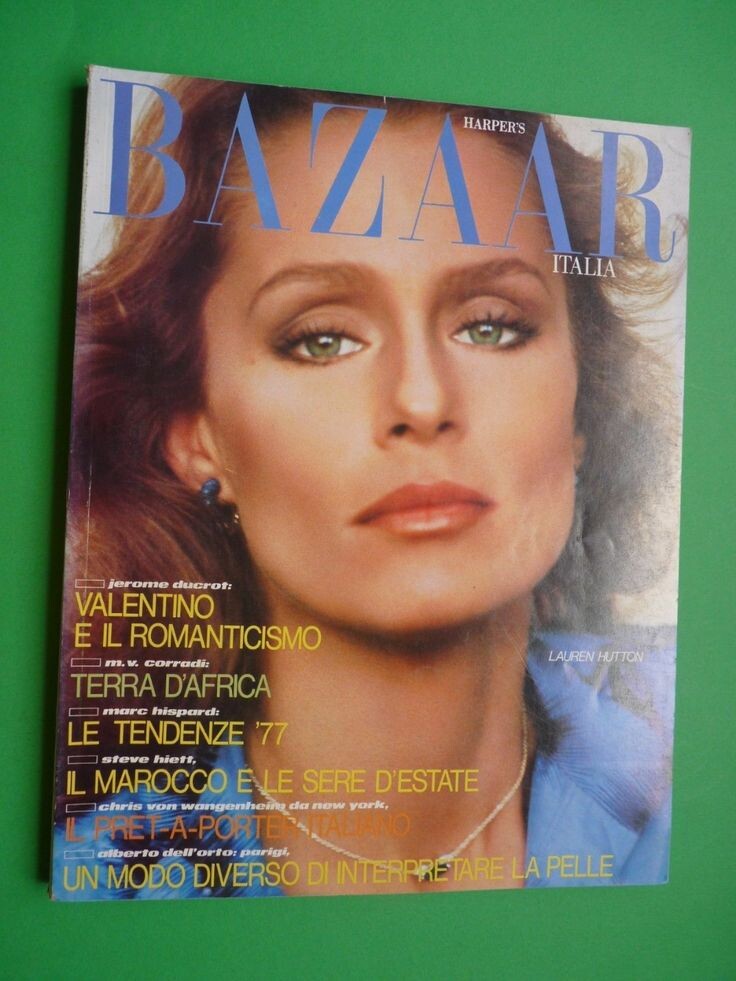 HARPER'S
BAZAAR
ITALIA
jerome ducrot:
VALENTINO
E IL ROMANTICISMO
LAUREN HUTTON
m.v. corradi:
TERRA D'AFRICA
marc hispard:
LE TENDENZE '77
steve hiett,
IL MAROCCO E LE SERE D'ESTATE
chris von wangenheim da new york,
IL PRET-A-PORTER ITALIANO
alberto dell'orto: parigi,
UN MODO DIVERSO DI INTERPRETARE LA PELLE